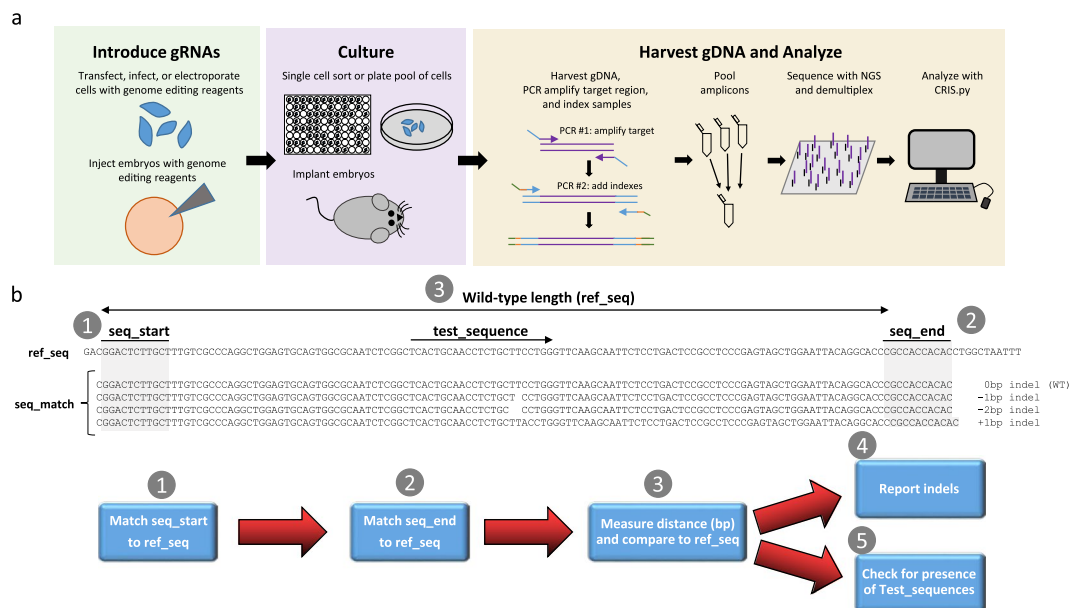 a
Introduce gRNAs
Transfect, infect, or electroporate
cells with genome editing reagents
Inject embryos with genome
editing reagents
Culture
Single cell sort or plate pool of cells
Implant embryos
Harvest gDNA and Analyze
Harvest gDNA,
PCR amplify target region,
and index samples
PCR #1: amplify target
PCR #2: add indexes
Pool
amplicons
Sequence with NGS
and demultiplex
Analyze with
CRIS.py
b
3
Wild-type length (ref_seq)
1
seq_start
test_sequence
seq_end
2
ref_seq
GACGGACTCTTGCTTTGTCGCCCAGGCTGGAGTGCAGTGGCGCAATCTCGGCTCACTGCAACCTCTGCTTCCTGGGTTCAAGCAATTCTCCTGACTCCGCCTCCCGAGTAGCTGGAATTACAGGCACCCGCCACCACACCTGGCTAATTT
seq_match
CGGACTCTTGCTTTGTCGCCCAGGCTGGAGTGCAGTGGCGCAATCTCGGCTCACTGCAACCTCTGCTTCCTGGGTTCAAGCAATTCTCCTGACTCCGCCTCCCGAGTAGCTGGAATTACAGGCACCCGCCACCACAC 0bp indel (WT)
CGGACTCTTGCTTTGTCGCCCAGGCTGGAGTGCAGTGGCGCAATCTCGGCTCACTGCAACCTCTGCT CCTGGGTTCAAGCAATTCTCCTGACTCCGCCTCCCGAGTAGCTGGAATTACAGGCACCCGCCACCACAC -1bp indel
CGGACTCTTGCTTTGTCGCCCAGGCTGGAGTGCAGTGGCGCAATCTCGGCTCACTGCAACCTCTGC CCTGGGTTCAAGCAATTCTCCTGACTCCGCCTCCCGAGTAGCTGGAATTACAGGCACCCGCCACCACAC -2bp indel
CGGACTCTTGCTTTGTCGCCCAGGCTGGAGTGCAGTGGCGCAATCTCGGCTCACTGCAACCTCTGCTTACCTGGGTTCAAGCAATTCTCCTGACTCCGCCTCCCGAGTAGCTGGAATTACAGGCACCCGCCACCACAC +1bp indel
1
Match seq_start
to ref_seq
2
Match seq_end
to ref_seq
3
Measure distance (bp)
and compare to ref_seq
4
Report indels
5
Check for presence
of Test_sequences